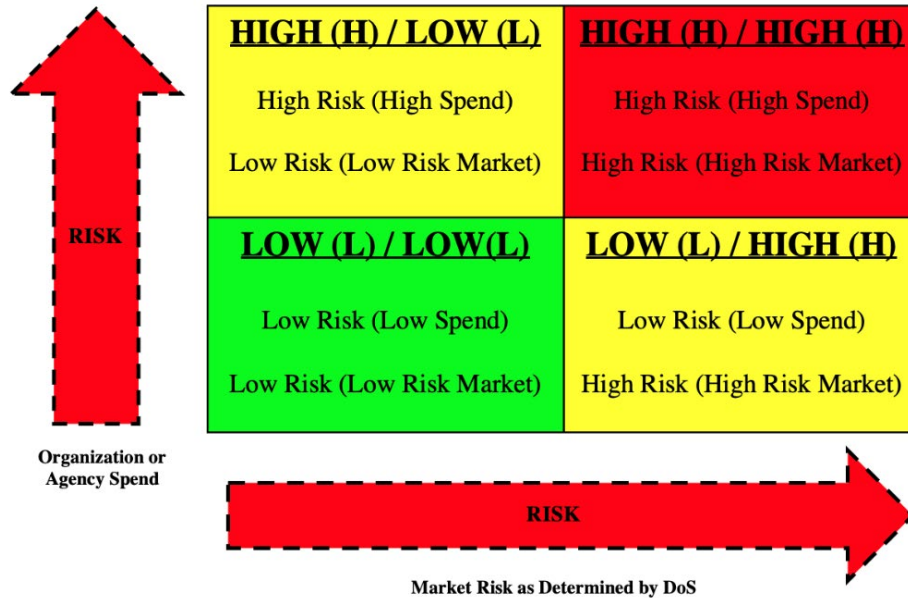 HIGH (H) / LOW (L)
High Risk (High Spend)
Low Risk (Low Risk Market)
HIGH (H) / HIGH (H)
High Risk (High Spend)
High Risk (High Risk Market)
RISK
LOW (L) / LOW(L)
Low Risk (Low Spend)
Low Risk (Low Risk Market)
LOW (L) / HIGH (H)
Low Risk (Low Spend)
High Risk (High Risk Market)
Organization or
Agency Spend
RISK
Market Risk as Determined by DoS